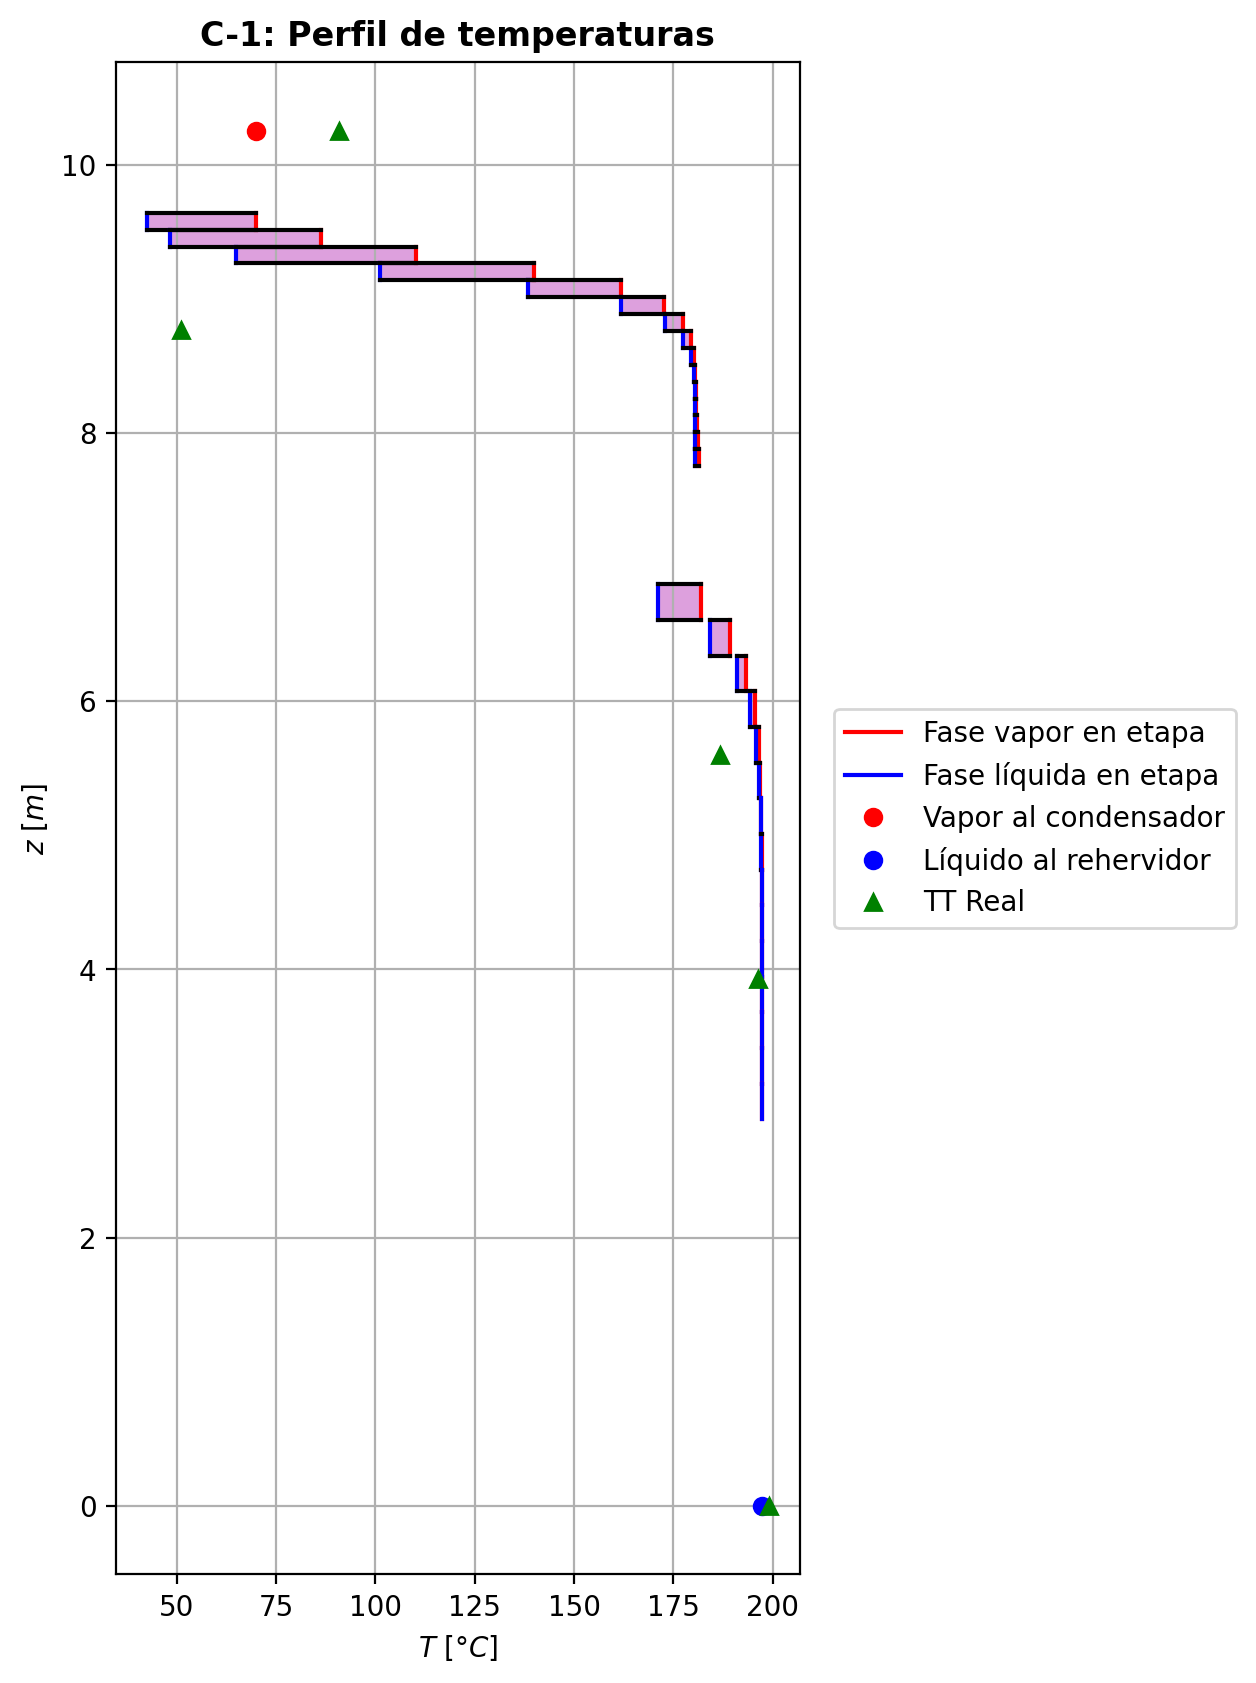 C-1: Perfil de temperaturas
10
8
6
4
2
0
z [m]
50 75 100 125 150 175 200
T [°C]
Fase vapor en etapa
Fase líquida en etapa
Vapor al condensador
Líquido al rehervidor
TT Real